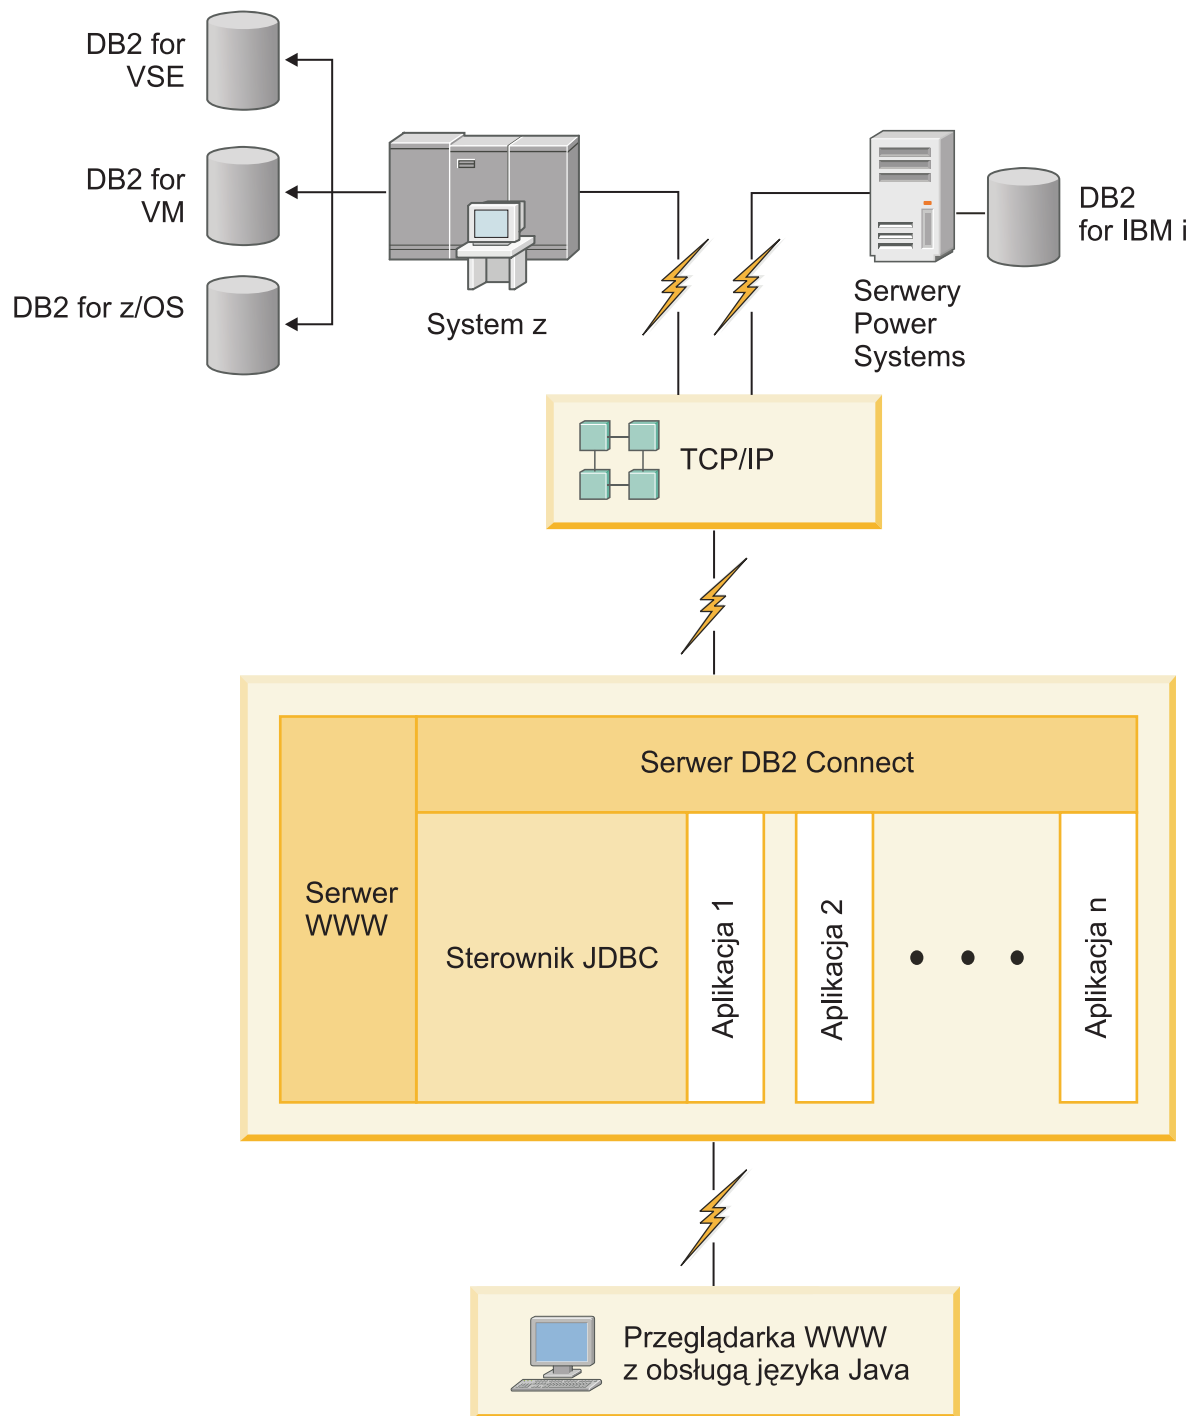 DB2 for
VSE
DB2 for
VM
DB2 for z/OS
System z
DB2
for IBM i
Serwery
Power
Systems
TCP/IP
Serwer DB2 Connect
Serwer
WWW
Sterownik JDBC
Aplikacja 1
Aplikacja 2
Aplikacja n
Przeglądarka WWW
z obsługą języka Java